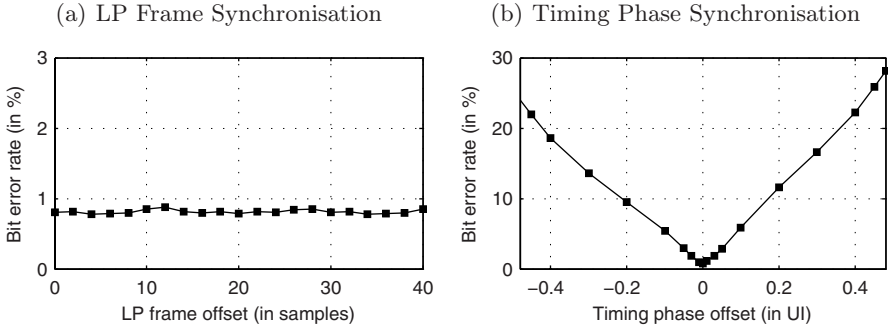 (a) LP Frame Synchronisation
3
2
1
0
Bit error rate (in %)
0 10 20 30 40
LP frame offset (in samples)
(b) Timing Phase Synchronisation
30
20
10
0
Bit error rate (in %)
−0.4 −0.2 0 0.2 0.4
Timing phase offset (in UI)